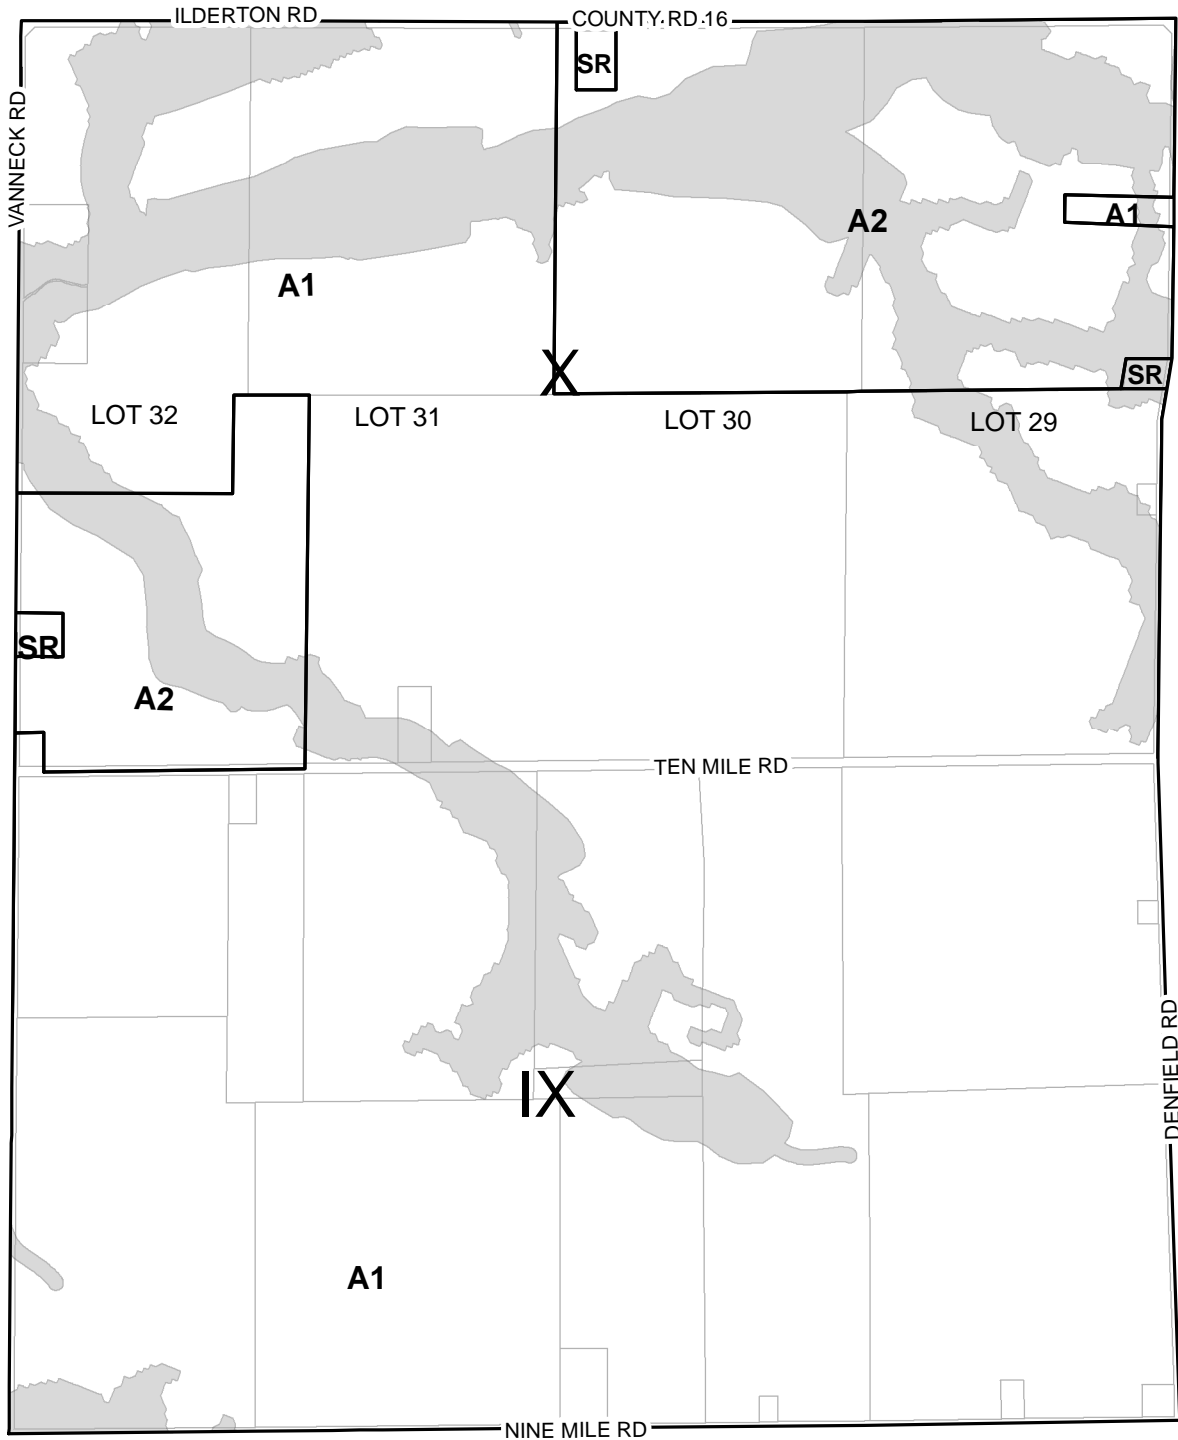 ILDERTON RD
COUNTY RD 16
SR
VANNECK RD
A2
A1
A1
X
SR
LOT 32
LOT 31
LOT 30
LOT 29
SR
A2
TEN MILE RD
DENFIELD RD
IX
A1
NINE MILE RD